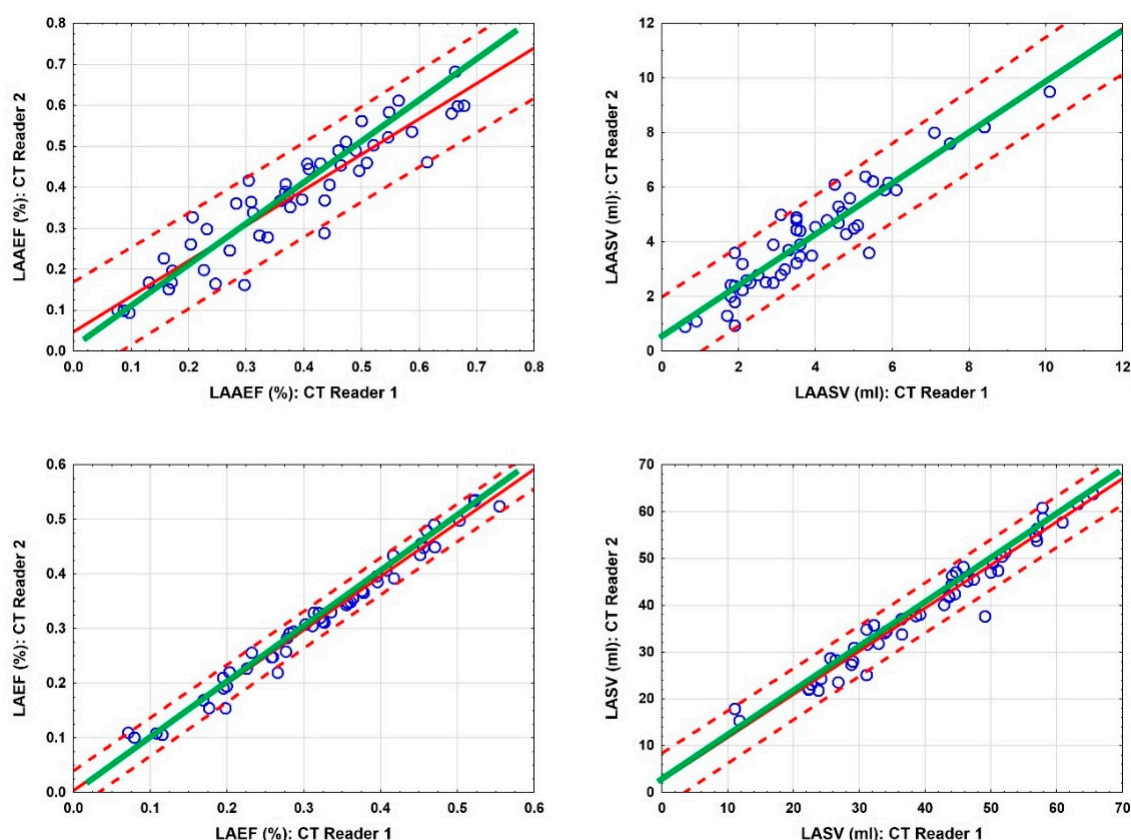 0.8
0.7
0.6
0.5
0.4
0.3
0.2
0.1
0.0
LAAEF (%): CT Reader 2
0.0 0.1 0.2 0.3 0.4 0.5 0.6 0.7 0.8
LAAEF (%): CT Reader 1
12
10
8
6
4
2
0
LAASV (ml): CT Reader 2
0 2 4 6 8 10 12
LAASV (ml): CT Reader 1
0.6
0.5
0.4
0.3
0.2
0.1
0.0
LAEF (%): CT Reader 2
0.0 0.1 0.2 0.3 0.4 0.5 0.6
LAEF (%): CT Reader 1
70
60
50
40
30
20
10
0
LASV (ml): CT Reader 2
0 10 20 30 40 50 60 70
LASV (ml): CT Reader 1